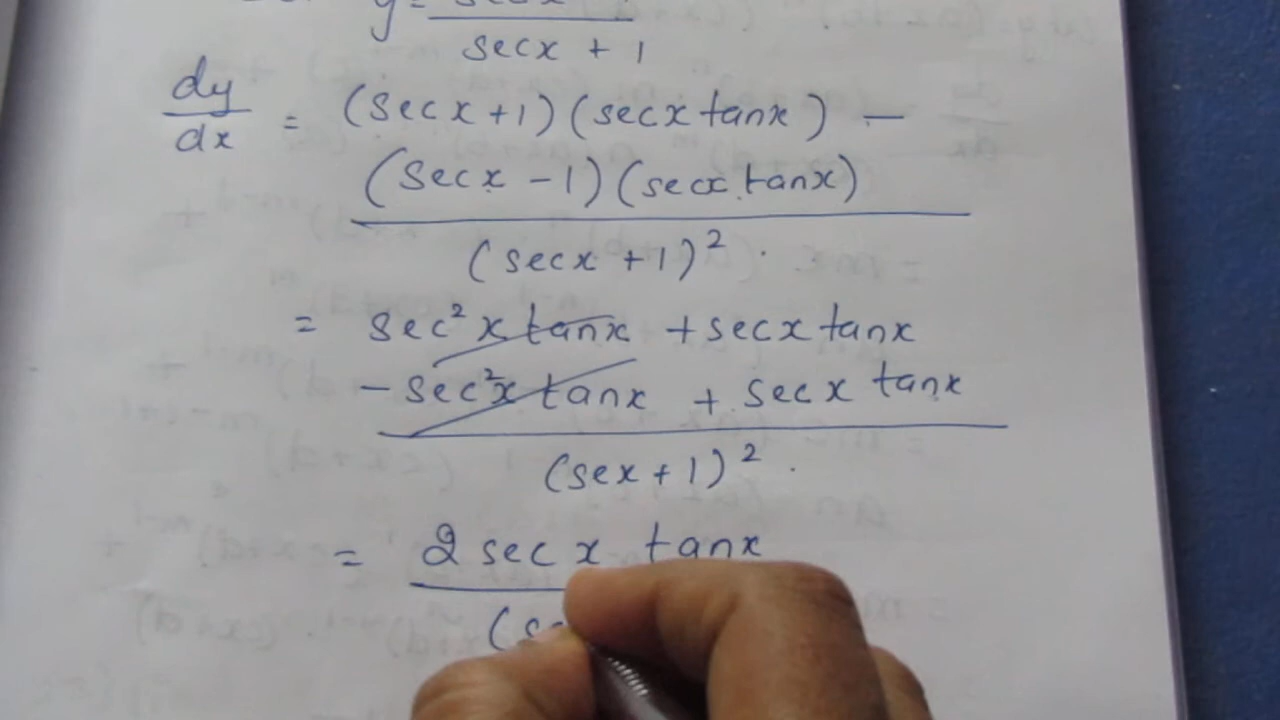 y =
secx + 1
dy/dx = (secx+1)(secx tanx) −
(secx −1)(secx tanx)
(secx +1)²
= sec²x tanx + secx tanx
− sec²x tanx + secx tanx
(sex+1)²
= 2 sec x tanx